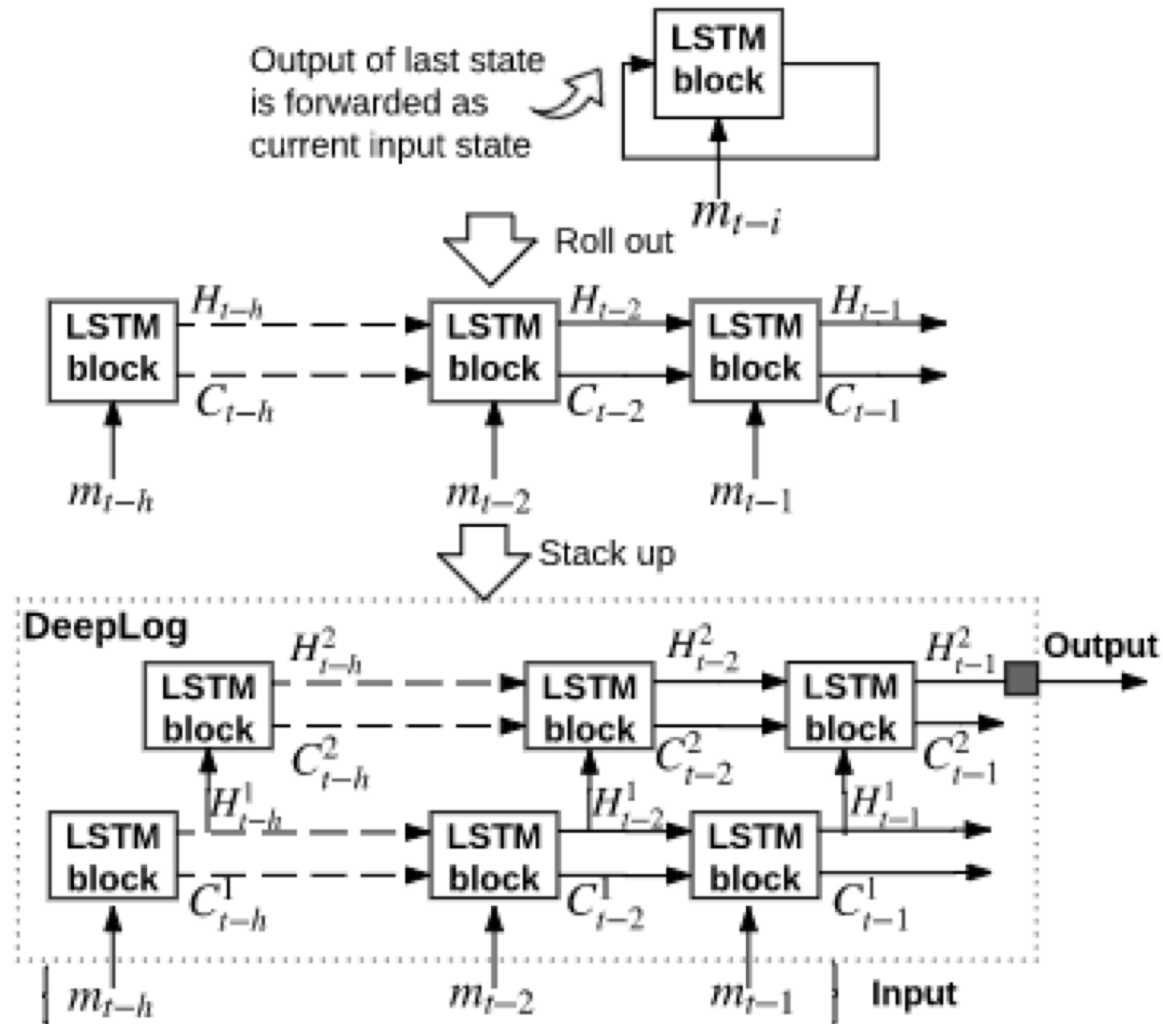 LSTM
block
Output of last state
is forwarded as
current input state
m_{t-i}
Roll out
LSTM
block
H_{t-h}
C_{t-h}
LSTM
block
H_{t-2}
C_{t-2}
LSTM
block
H_{t-1}
C_{t-1}
m_{t-h}
m_{t-2}
m_{t-1}
Stack up
DeepLog
LSTM
block
H^2_{t-h}
C^2_{t-h}
LSTM
block
H^2_{t-2}
C^2_{t-2}
LSTM
block
H^2_{t-1}
C^2_{t-1}
Output
H^1_{t-h}
H^1_{t-2}
H^1_{t-1}
LSTM
block
C^1_{t-h}
LSTM
block
C^1_{t-2}
LSTM
block
C^1_{t-1}
m_{t-h}
m_{t-2}
m_{t-1}
Input